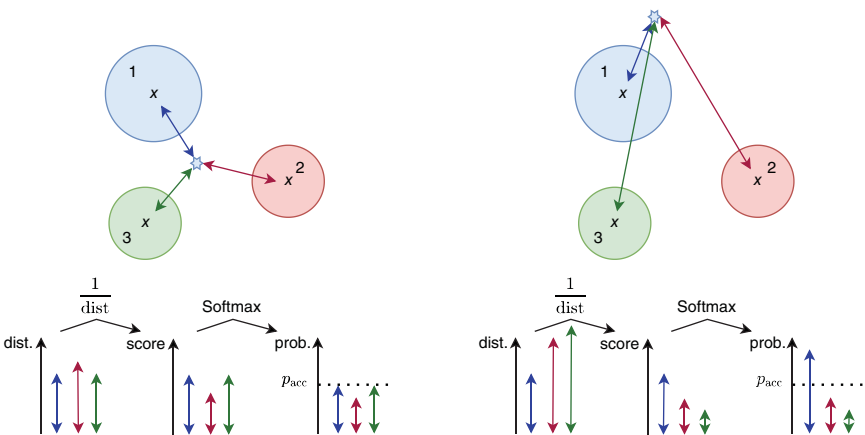 1
x
x 2
x
3
1
dist
Softmax
dist.
score
prob.
p_acc
1
x
x 2
x
3
1
dist
Softmax
dist.
score
prob.
p_acc